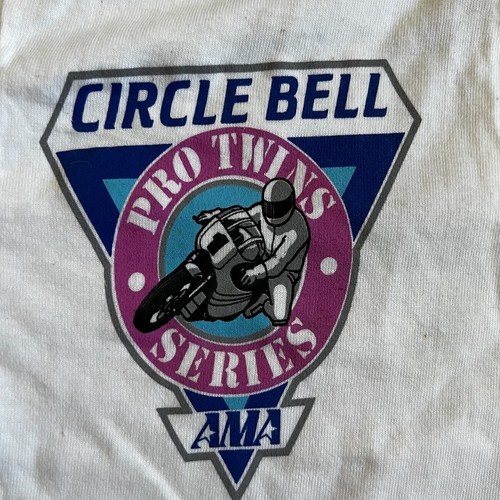 CIRCLE BELL
PRO TWINS
SERIES
AMA